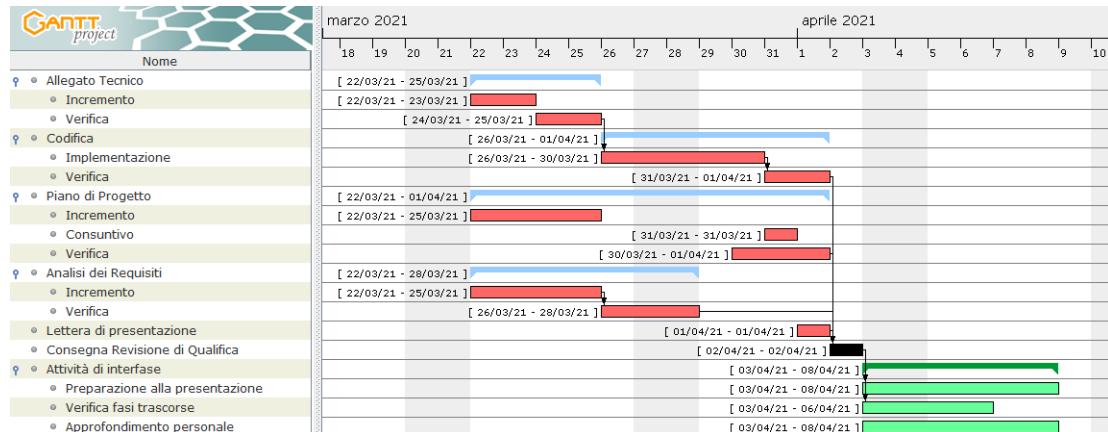 GANTT project
marzo 2021 aprile 2021
18 19 20 21 22 23 24 25 26 27 28 29 30 31 1 2 3 4 5 6 7 8 9 10
Nome
Allegato Tecnico [ 22/03/21 - 25/03/21 ]
Incremento [ 22/03/21 - 23/03/21 ]
Verifica [ 24/03/21 - 25/03/21 ]
Codifica [ 26/03/21 - 01/04/21 ]
Implementazione [ 26/03/21 - 30/03/21 ]
Verifica [ 31/03/21 - 01/04/21 ]
Piano di Progetto [ 22/03/21 - 01/04/21 ]
Incremento [ 22/03/21 - 25/03/21 ]
Consuntivo [ 31/03/21 - 31/03/21 ]
Verifica [ 30/03/21 - 01/04/21 ]
Analisi dei Requisiti [ 22/03/21 - 28/03/21 ]
Incremento [ 22/03/21 - 25/03/21 ]
Verifica [ 26/03/21 - 28/03/21 ]
Lettera di presentazione [ 01/04/21 - 01/04/21 ]
Consegna Revisione di Qualifica [ 02/04/21 - 02/04/21 ]
Attività di interfase [ 03/04/21 - 08/04/21 ]
Preparazione alla presentazione [ 03/04/21 - 08/04/21 ]
Verifica fasi trascorse [ 03/04/21 - 06/04/21 ]
Approfondimento personale [ 03/04/21 - 08/04/21 ]